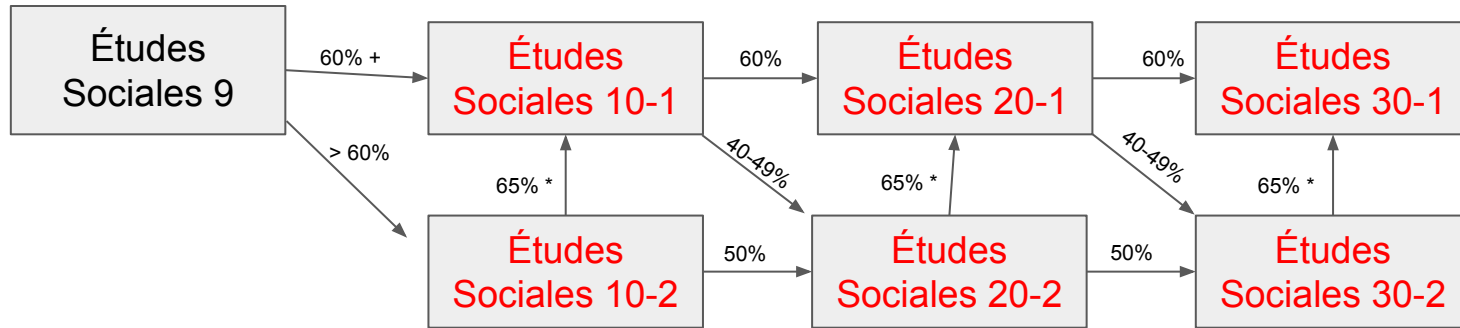 Études
Sociales 9
60% +
> 60%
Études
Sociales 10-1
60%
Études
Sociales 20-1
60%
Études
Sociales 30-1
65% *
40-49%
65% *
40-49%
65% *
Études
Sociales 10-2
50%
Études
Sociales 20-2
50%
Études
Sociales 30-2